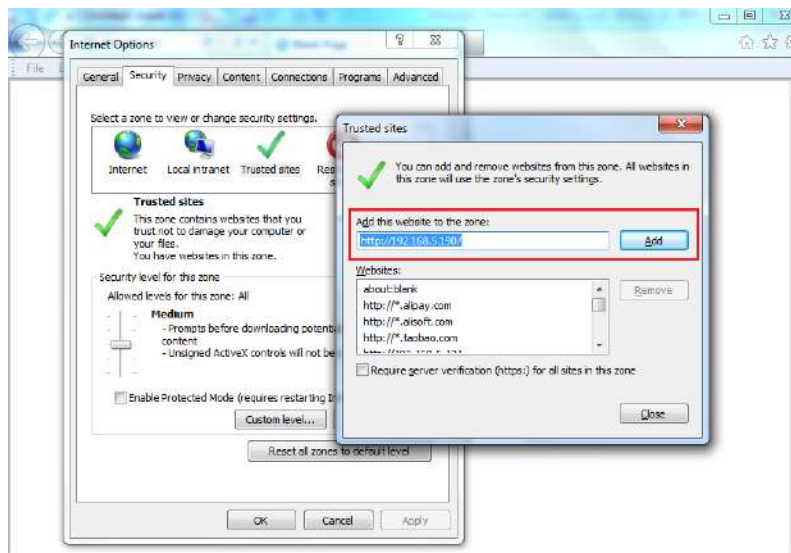 Internet Options
File
General Security Privacy Content Connections Programs Advanced
Select a zone to view or change security settings.
Internet Local intranet Trusted sites
Trusted sites
This zone contains websites that you
trust not to damage your computer or
your files.
You have websites in this zone.
Security level for this zone
Allowed levels for this zone: All
Medium
- Prompts before downloading
content
- Unsigned ActiveX controls will not be
Enable Protected Mode (requires restarting
Custom level...
Reset all zones to default level
OK Cancel Apply
Trusted sites
You can add and remove websites from this zone. All websites in
this zone will use the zone's security settings.
Add this website to the zone:
http://192.168.5.190/ Add
Websites:
about:blank Remove
http://*.alipay.com
http://*.alisoft.com
http://*.taobao.com
Require server verification (https:) for all sites in this zone
Close